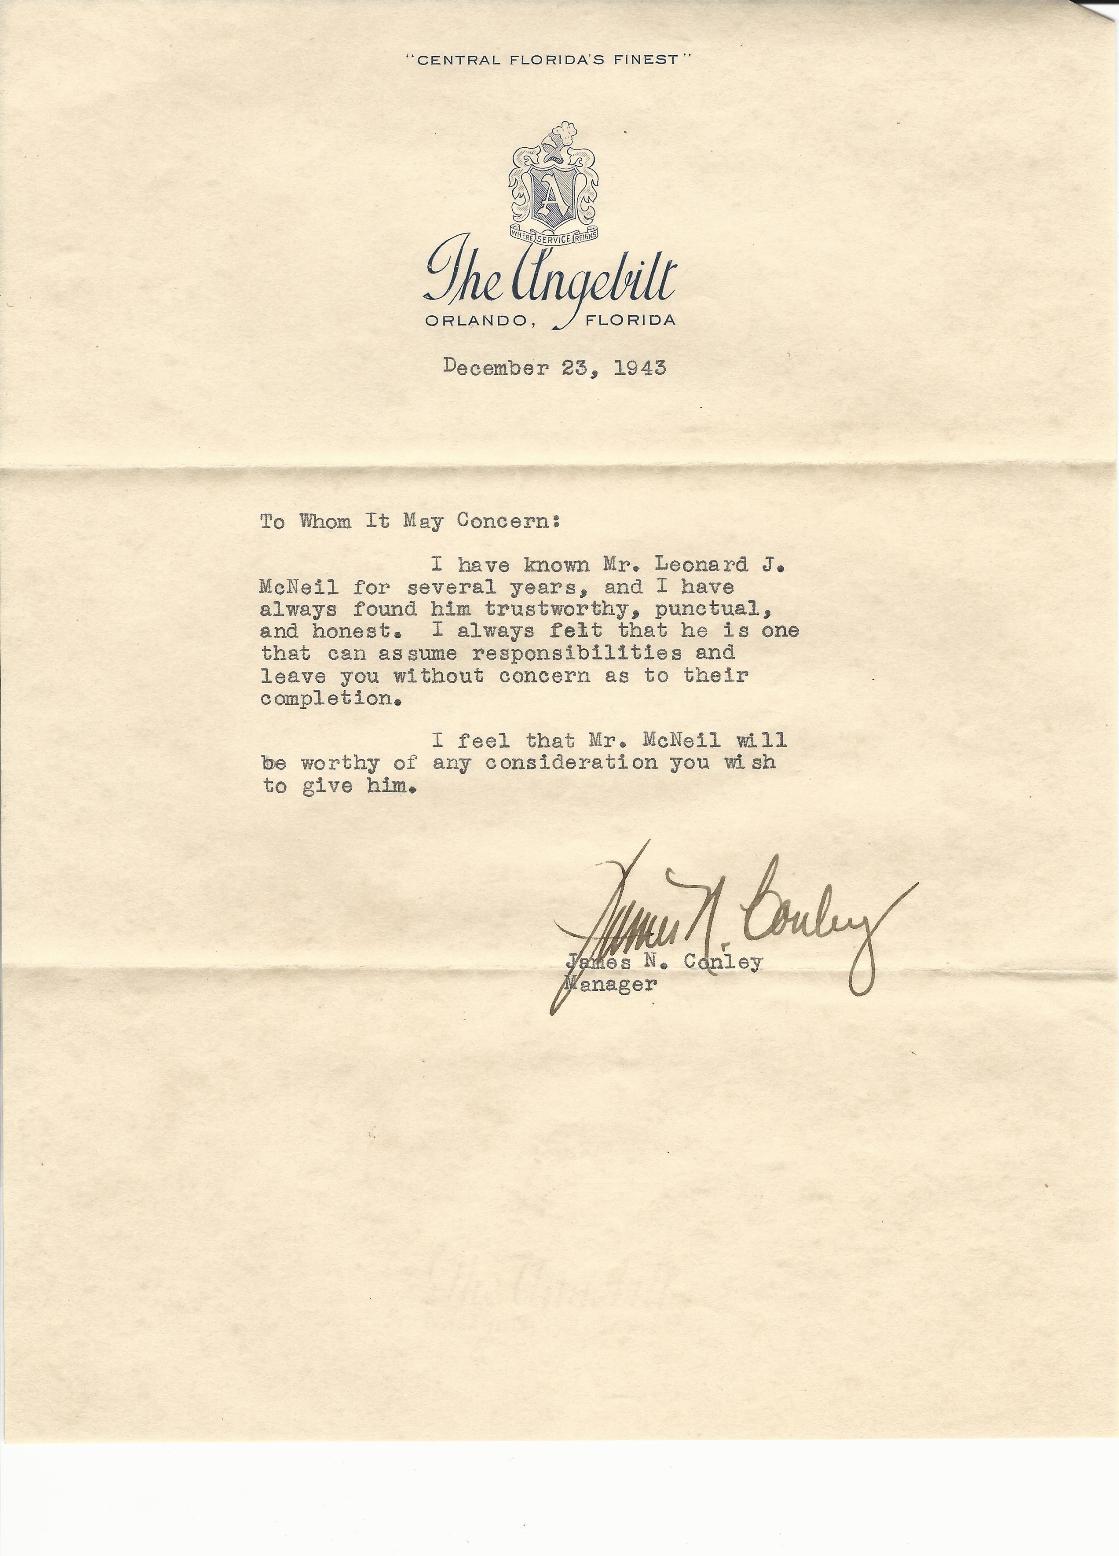 "CENTRAL FLORIDA'S FINEST"
A
WHERE SERVICE REIGNS
The Angebilt
ORLANDO, FLORIDA
December 23, 1943
To Whom It May Concern:
I have known Mr. Leonard J.
McNeil for several years, and I have
always found him trustworthy, punctual,
and honest. I always felt that he is one
that can assume responsibilities and
leave you without concern as to their
completion.
I feel that Mr. McNeil will
be worthy of any consideration you wish
to give him.
James N. Conley
James N. Conley
Manager